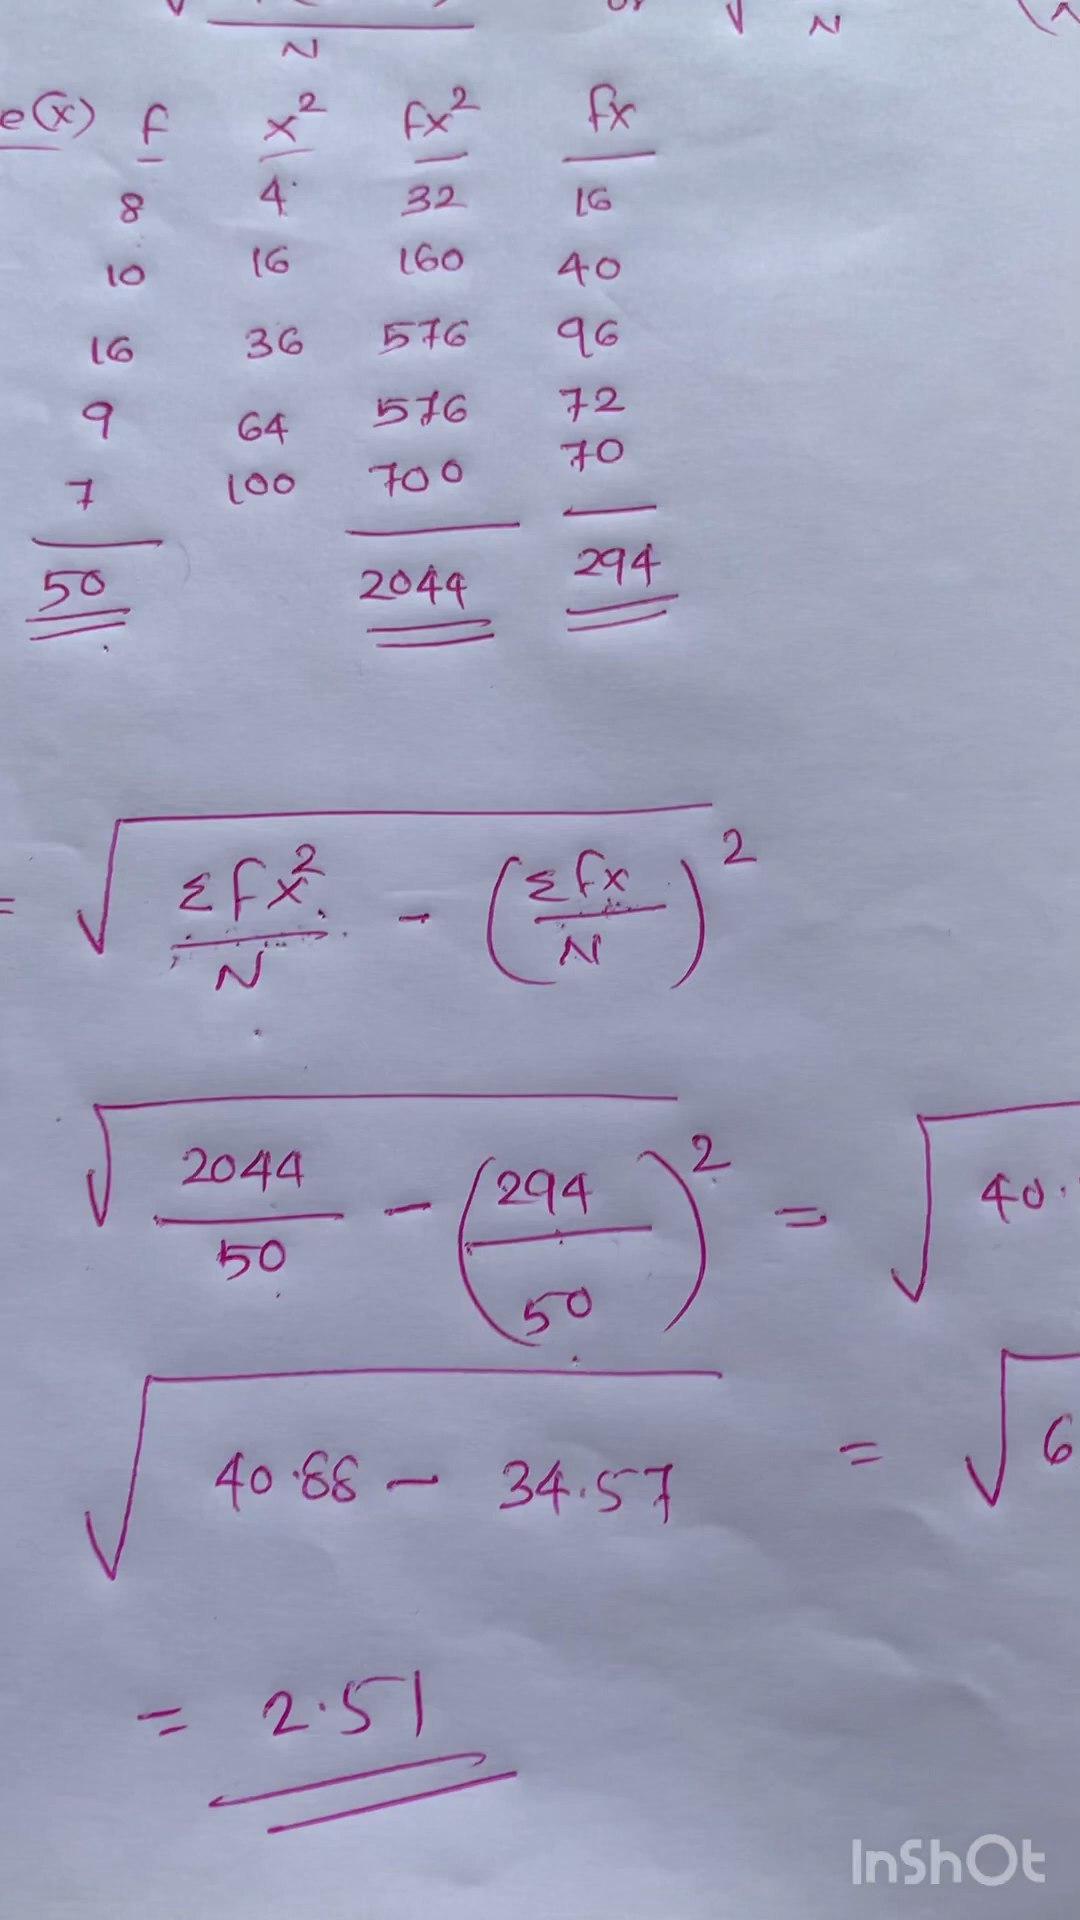 N N
e(x) f x² fx² fx
8 4 32 16
10 16 160 40
16 36 576 96
9 64 576 72
7 100 700 70
50 2044 294
= √ Σfx²/N - (Σfx/N)²
√ 2044/50 - (294/50)² = √ 40.
√ 40.88 - 34.57 = √ 6
= 2.51
InShOt